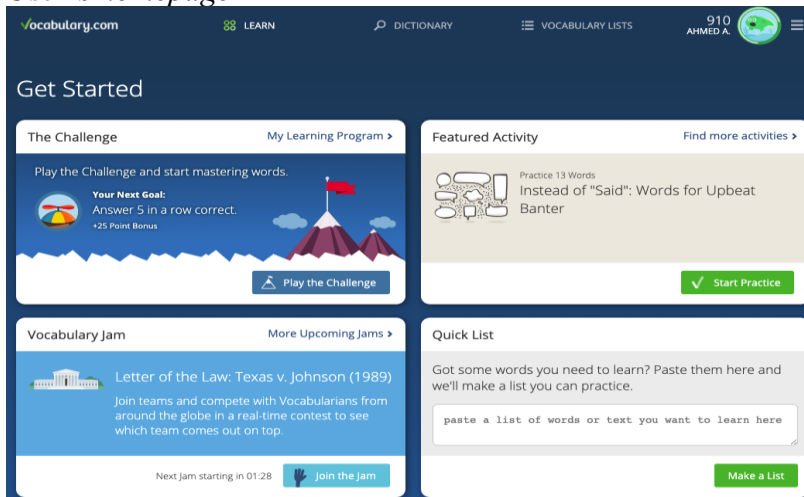 Vocabulary.com
LEARN
DICTIONARY
VOCABULARY LISTS
910
AHMED A.
Get Started
The Challenge
My Learning Program >
Play the Challenge and start mastering words.
Your Next Goal:
Answer 5 in a row correct.
+25 Point Bonus
Play the Challenge
Featured Activity
Find more activities >
Practice 13 Words
Instead of "Said": Words for Upbeat
Banter
Start Practice
Vocabulary Jam
More Upcoming Jams >
Letter of the Law: Texas v. Johnson (1989)
Join teams and compete with Vocabularians from
around the globe in a real-time contest to see
which team comes out on top.
Next Jam starting in 01:28
Join the Jam
Quick List
Got some words you need to learn? Paste them here and
we'll make a list you can practice.
paste a list of words or text you want to learn here
Make a List